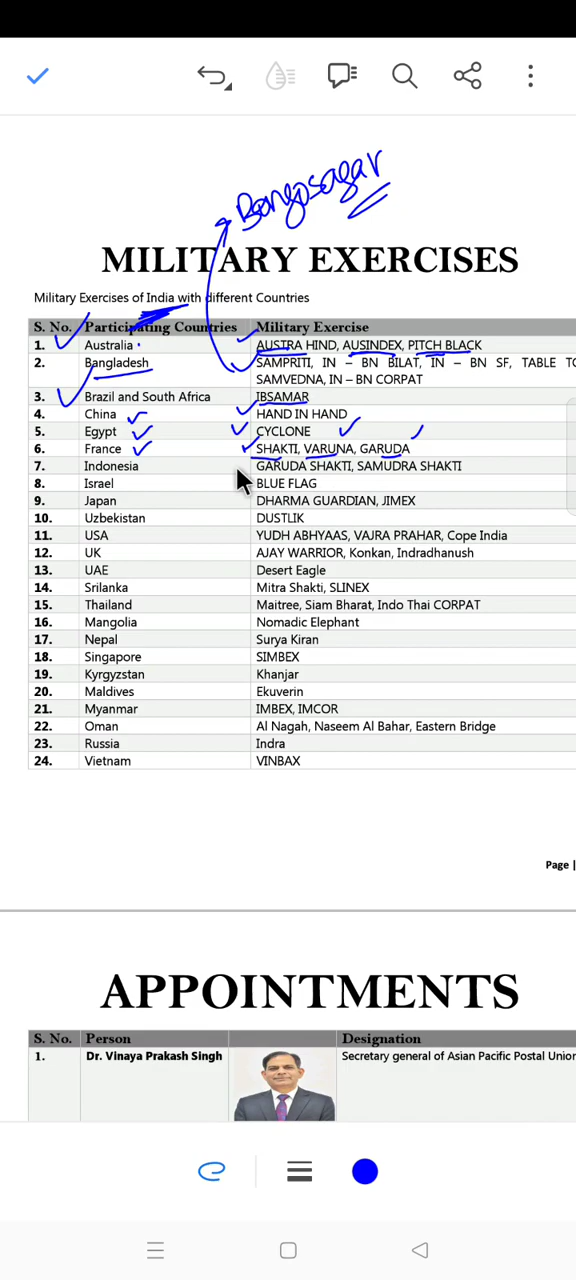 Bongosagar
MILITARY EXERCISES
Military Exercises of India with different Countries
S. No. Participating Countries Military Exercise
1. Australia AUSTRA HIND, AUSINDEX, PITCH BLACK
2. Bangladesh SAMPRITI, IN – BN BILAT, IN – BN SF, TABLE TO
SAMVEDNA, IN – BN CORPAT
3. Brazil and South Africa IBSAMAR
4. China HAND IN HAND
5. Egypt CYCLONE
6. France SHAKTI, VARUNA, GARUDA
7. Indonesia GARUDA SHAKTI, SAMUDRA SHAKTI
8. Israel BLUE FLAG
9. Japan DHARMA GUARDIAN, JIMEX
10. Uzbekistan DUSTLIK
11. USA YUDH ABHYAAS, VAJRA PRAHAR, Cope India
12. UK AJAY WARRIOR, Konkan, Indradhanush
13. UAE Desert Eagle
14. Srilanka Mitra Shakti, SLINEX
15. Thailand Maitree, Siam Bharat, Indo Thai CORPAT
16. Mangolia Nomadic Elephant
17. Nepal Surya Kiran
18. Singapore SIMBEX
19. Kyrgyzstan Khanjar
20. Maldives Ekuverin
21. Myanmar IMBEX, IMCOR
22. Oman Al Nagah, Naseem Al Bahar, Eastern Bridge
23. Russia Indra
24. Vietnam VINBAX
Page |
APPOINTMENTS
S. No. Person Designation
1. Dr. Vinaya Prakash Singh Secretary general of Asian Pacific Postal Union